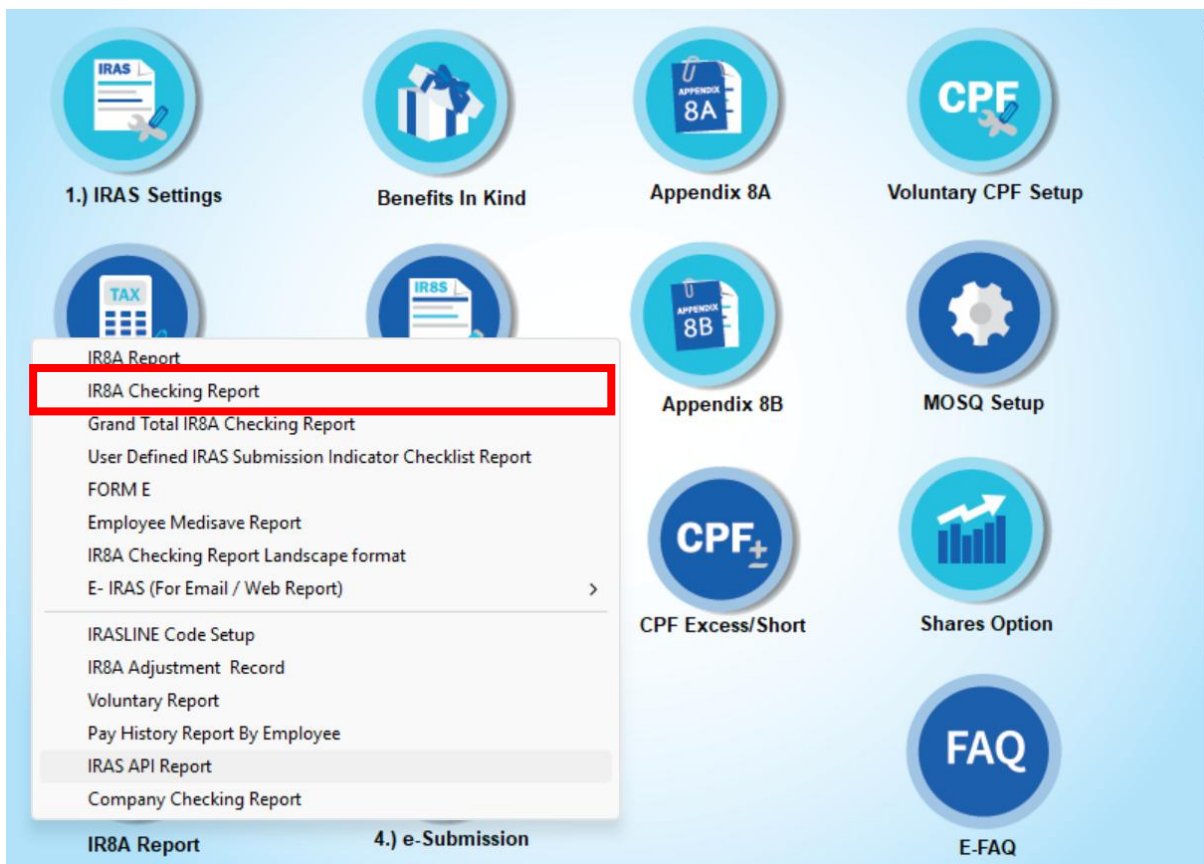 IRAS
APPENDIX
8A
CPF
1.) IRAS Settings
Benefits In Kind
Appendix 8A
Voluntary CPF Setup
TAX
IR8S
APPENDIX
8B
Appendix 8B
MOSQ Setup
IR8A Report
IR8A Checking Report
Grand Total IR8A Checking Report
User Defined IRAS Submission Indicator Checklist Report
FORM E
Employee Medisave Report
IR8A Checking Report Landscape format
E- IRAS (For Email / Web Report)
IRASLINE Code Setup
IR8A Adjustment Record
Voluntary Report
Pay History Report By Employee
IRAS API Report
Company Checking Report
CPF±
CPF Excess/Short
Shares Option
FAQ
IR8A Report
4.) e-Submission
E-FAQ